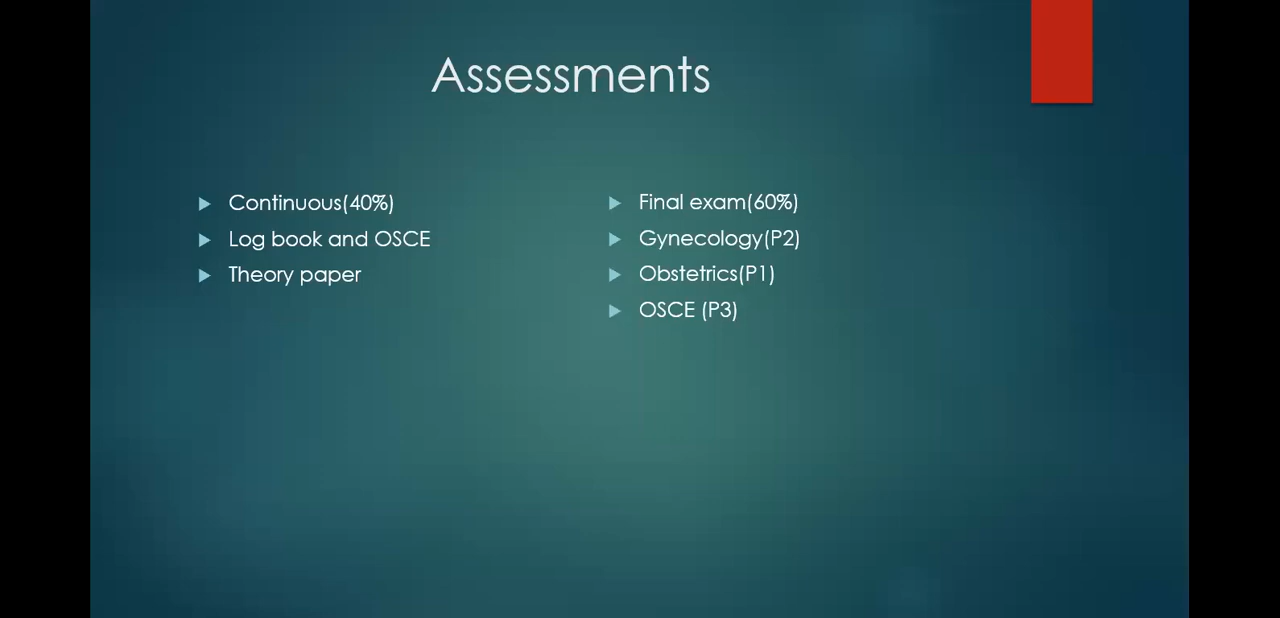 Assessments
Continuous(40%)
Log book and OSCE
Theory paper
Final exam(60%)
Gynecology(P2)
Obstetrics(P1)
OSCE (P3)